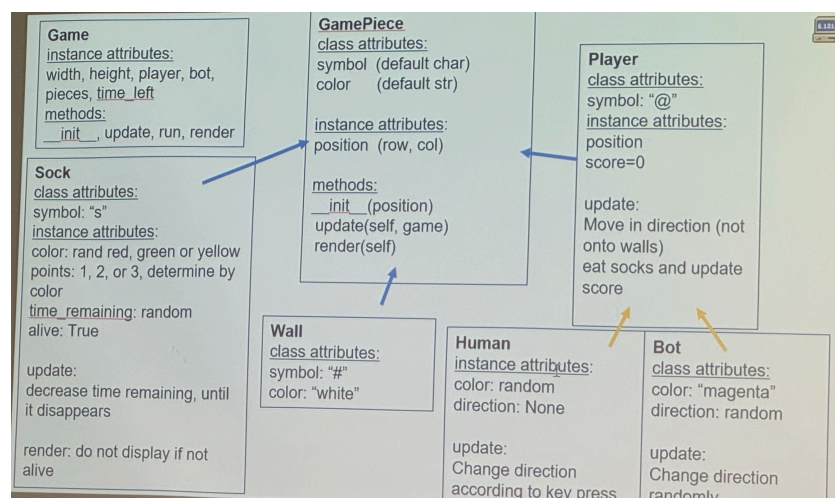 Game
instance attributes:
width, height, player, bot,
pieces, time_left
methods:
__init__, update, run, render
Sock
class attributes:
symbol: “s”
instance attributes:
color: rand red, green or yellow
points: 1, 2, or 3, determine by
color
time_remaining: random
alive: True
update:
decrease time remaining, until
it disappears
render: do not display if not
alive
GamePiece
class attributes:
symbol (default char)
color (default str)
instance attributes:
position (row, col)
methods:
__init__(position)
update(self, game)
render(self)
Wall
class attributes:
symbol: “#”
color: “white”
Player
class attributes:
symbol: “@”
instance attributes:
position
score=0
update:
Move in direction (not
onto walls)
eat socks and update
score
Human
instance attributes:
color: random
direction: None
update:
Change direction
according to key press
Bot
class attributes:
color: “magenta”
direction: random
update:
Change direction
randomly